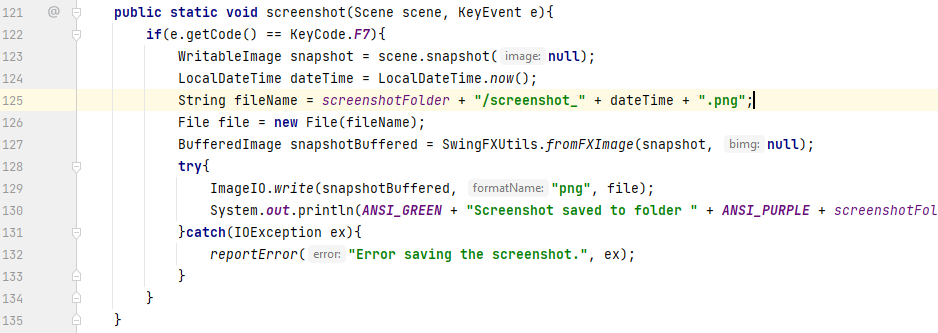 121 @ public static void screenshot(Scene scene, KeyEvent e){
122 if(e.getCode() == KeyCode.F7){
123 WritableImage snapshot = scene.snapshot( image: null);
124 LocalDateTime dateTime = LocalDateTime.now();
125 String fileName = screenshotFolder + "/screenshot_" + dateTime + ".png";
126 File file = new File(fileName);
127 BufferedImage snapshotBuffered = SwingFXUtils.fromFXImage(snapshot, bimg: null);
128 try{
129 ImageIO.write(snapshotBuffered, formatName: "png", file);
130 System.out.println(ANSI_GREEN + "Screenshot saved to folder " + ANSI_PURPLE + screenshotFol
131 }catch(IOException ex){
132 reportError( error: "Error saving the screenshot.", ex);
133 }
134 }
135 }